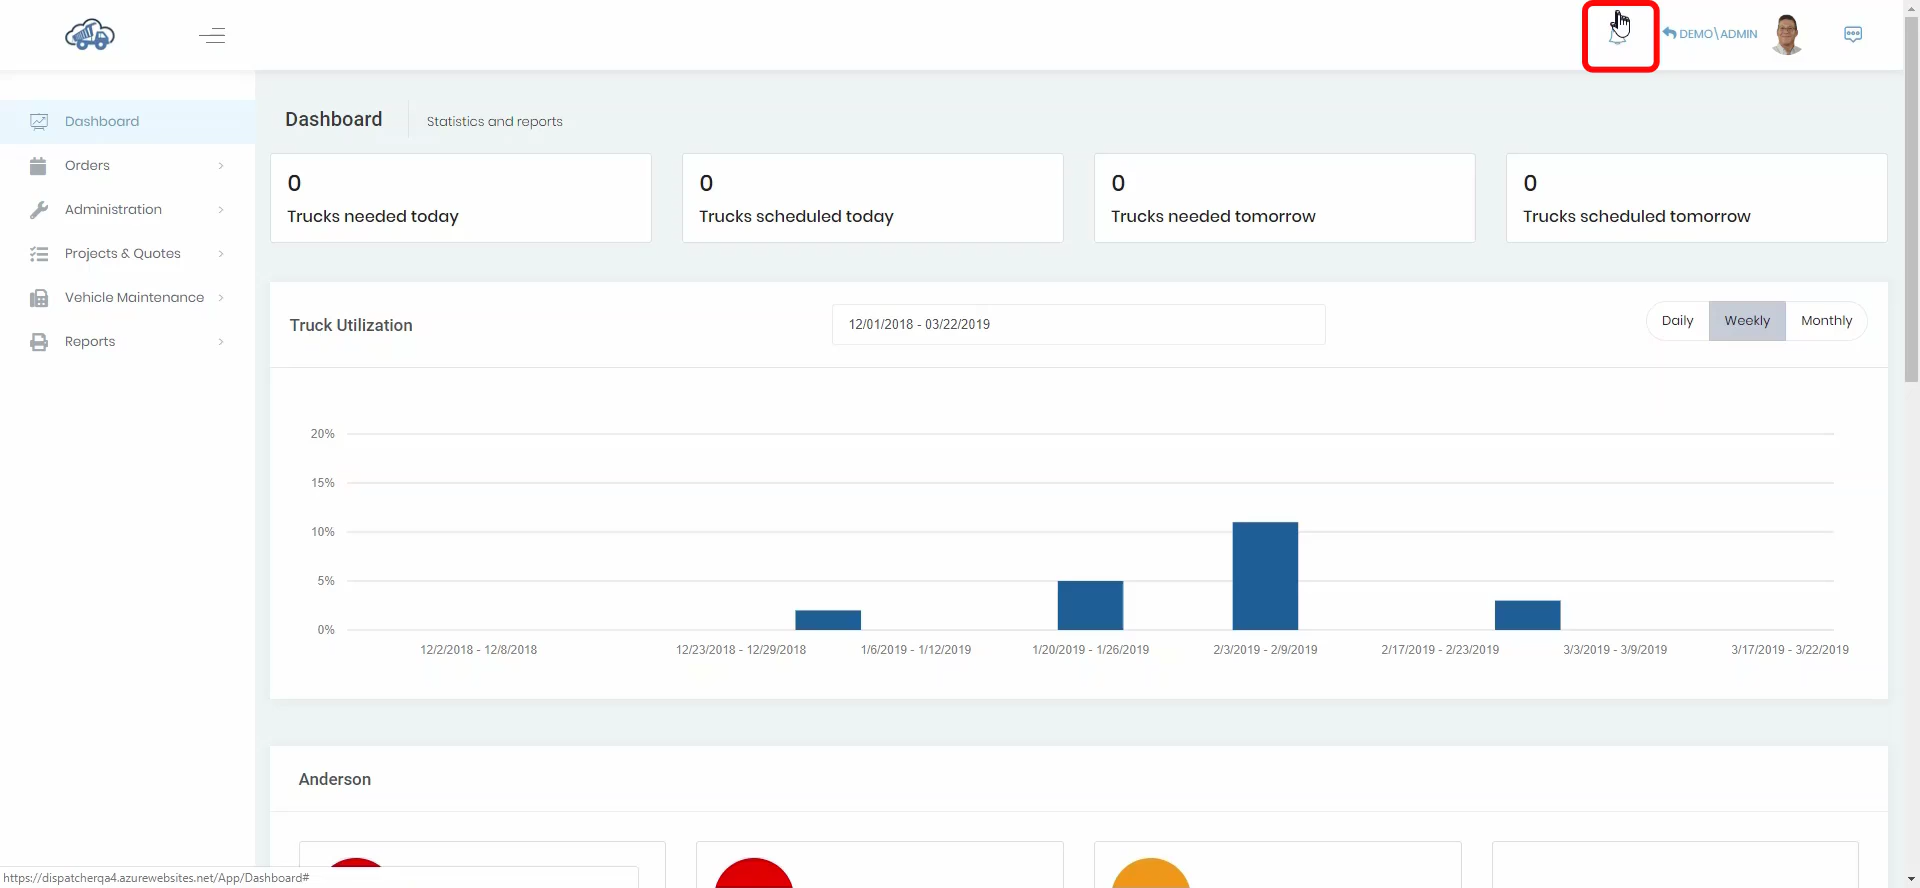 DEMO\ADMIN
Dashboard
Orders
Administration
Projects & Quotes
Vehicle Maintenance
Reports
Dashboard
Statistics and reports
0
Trucks needed today
0
Trucks scheduled today
0
Trucks needed tomorrow
0
Trucks scheduled tomorrow
Truck Utilization
12/01/2018 - 03/22/2019
Daily
Weekly
Monthly
20%
15%
10%
5%
0%
12/2/2018 - 12/8/2018
12/23/2018 - 12/29/2018
1/6/2019 - 1/12/2019
1/20/2019 - 1/26/2019
2/3/2019 - 2/9/2019
2/17/2019 - 2/23/2019
3/3/2019 - 3/9/2019
3/17/2019 - 3/22/2019
Anderson
https://dispatcherqa4.azurewebsites.net/App/Dashboard#